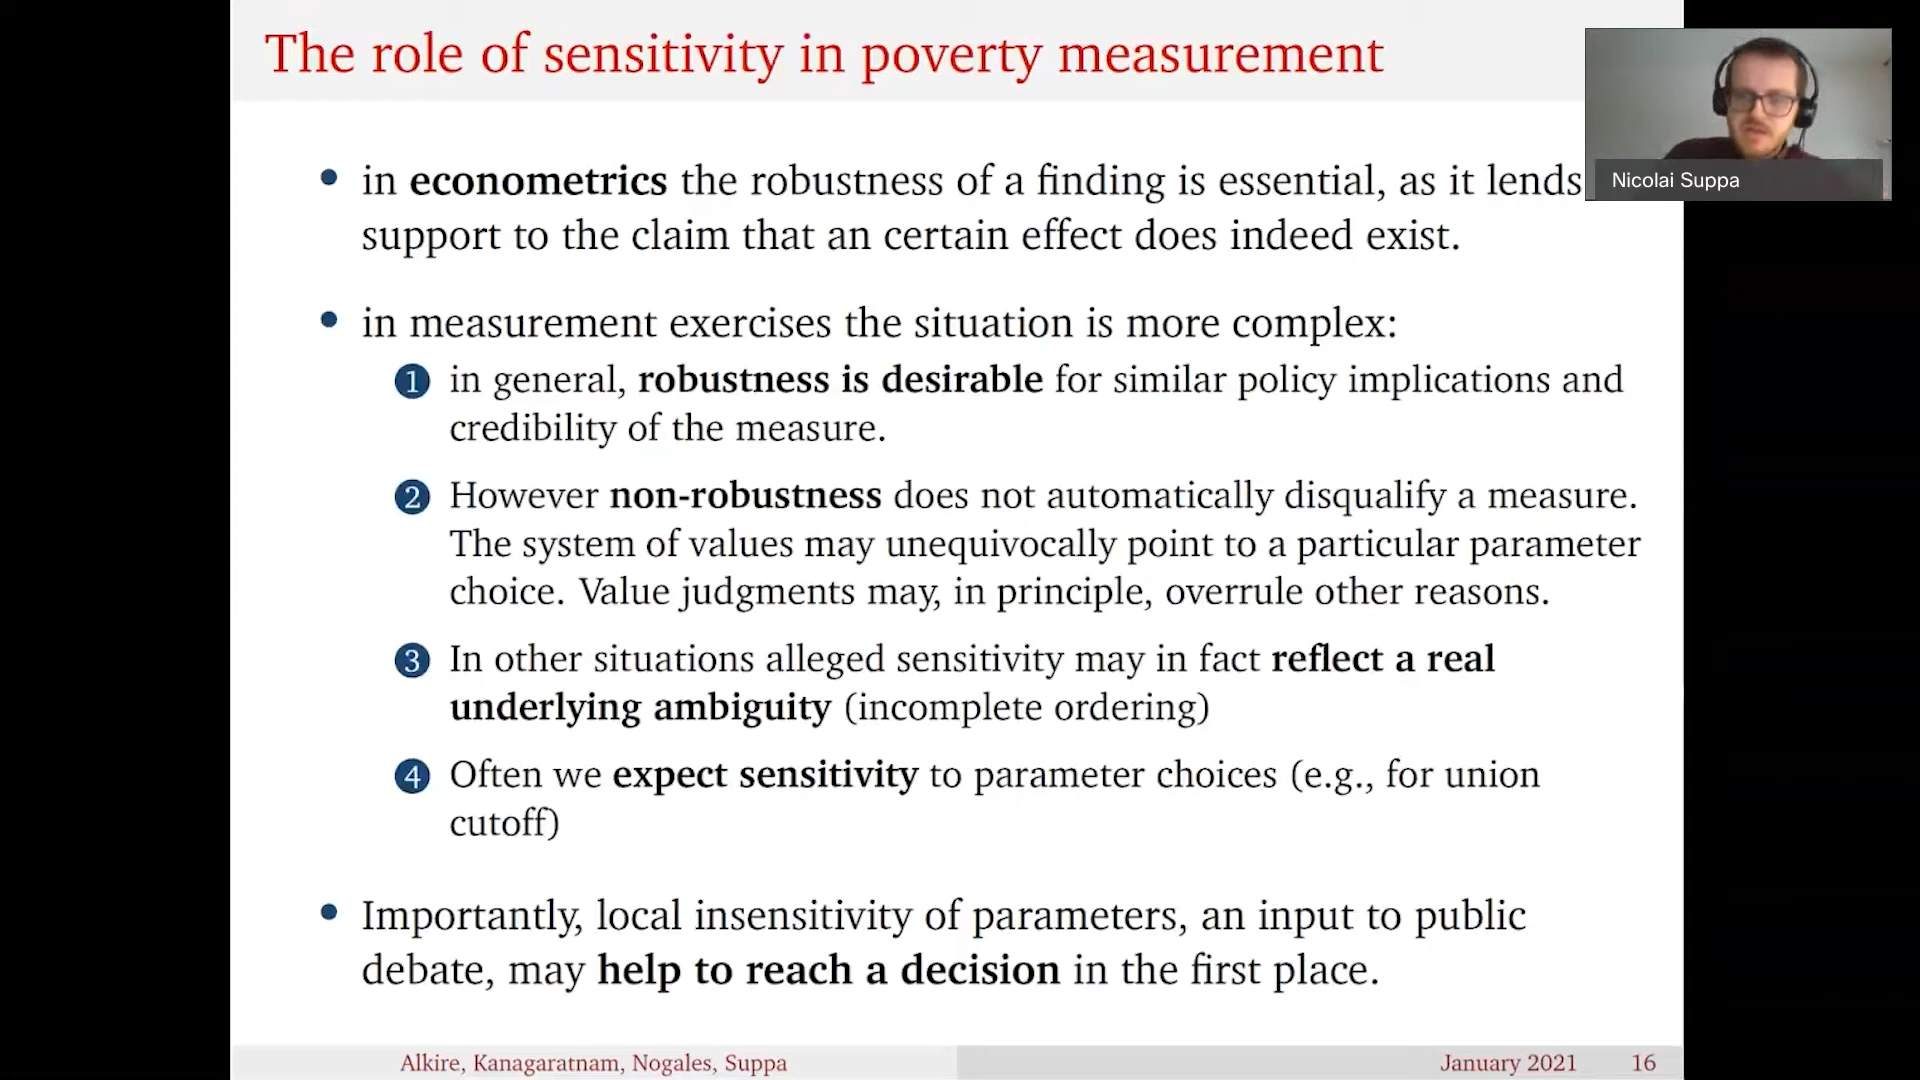 The role of sensitivity in poverty measurement
Nicolai Suppa
• in econometrics the robustness of a finding is essential, as it lends
support to the claim that an certain effect does indeed exist.
• in measurement exercises the situation is more complex:
1 in general, robustness is desirable for similar policy implications and
credibility of the measure.
2 However non-robustness does not automatically disqualify a measure.
The system of values may unequivocally point to a particular parameter
choice. Value judgments may, in principle, overrule other reasons.
3 In other situations alleged sensitivity may in fact reflect a real
underlying ambiguity (incomplete ordering)
4 Often we expect sensitivity to parameter choices (e.g., for union
cutoff)
• Importantly, local insensitivity of parameters, an input to public
debate, may help to reach a decision in the first place.
Alkire, Kanagaratnam, Nogales, Suppa
January 2021 16